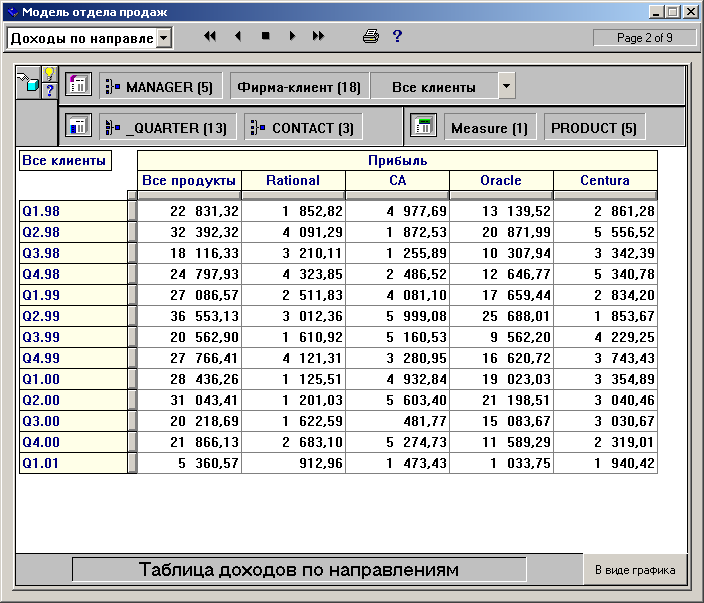 Модель отдела продаж
Доходы по направле
?
Page 2 of 9
MANAGER (5) Фирма-клиент (18) Все клиенты
?
_QUARTER (13) CONTACT (3) Measure (1) PRODUCT (5)
Все клиенты Прибыль
Все продукты Rational CA Oracle Centura
Q1.98 22 831,32 1 852,82 4 977,69 13 139,52 2 861,28
Q2.98 32 392,32 4 091,29 1 872,53 20 871,99 5 556,52
Q3.98 18 116,33 3 210,11 1 255,89 10 307,94 3 342,39
Q4.98 24 797,93 4 323,85 2 486,52 12 646,77 5 340,78
Q1.99 27 086,57 2 511,83 4 081,10 17 659,44 2 834,20
Q2.99 36 553,13 3 012,36 5 999,08 25 688,01 1 853,67
Q3.99 20 562,90 1 610,92 5 160,53 9 562,20 4 229,25
Q4.99 27 766,41 4 121,31 3 280,95 16 620,72 3 743,43
Q1.00 28 436,26 1 125,51 4 932,84 19 023,03 3 354,89
Q2.00 31 043,41 1 201,03 5 603,40 21 198,51 3 040,46
Q3.00 20 218,69 1 622,59 481,77 15 083,67 3 030,67
Q4.00 21 866,13 2 683,10 5 274,73 11 589,29 2 319,01
Q1.01 5 360,57 912,96 1 473,43 1 033,75 1 940,42
Таблица доходов по направлениям
В виде графика